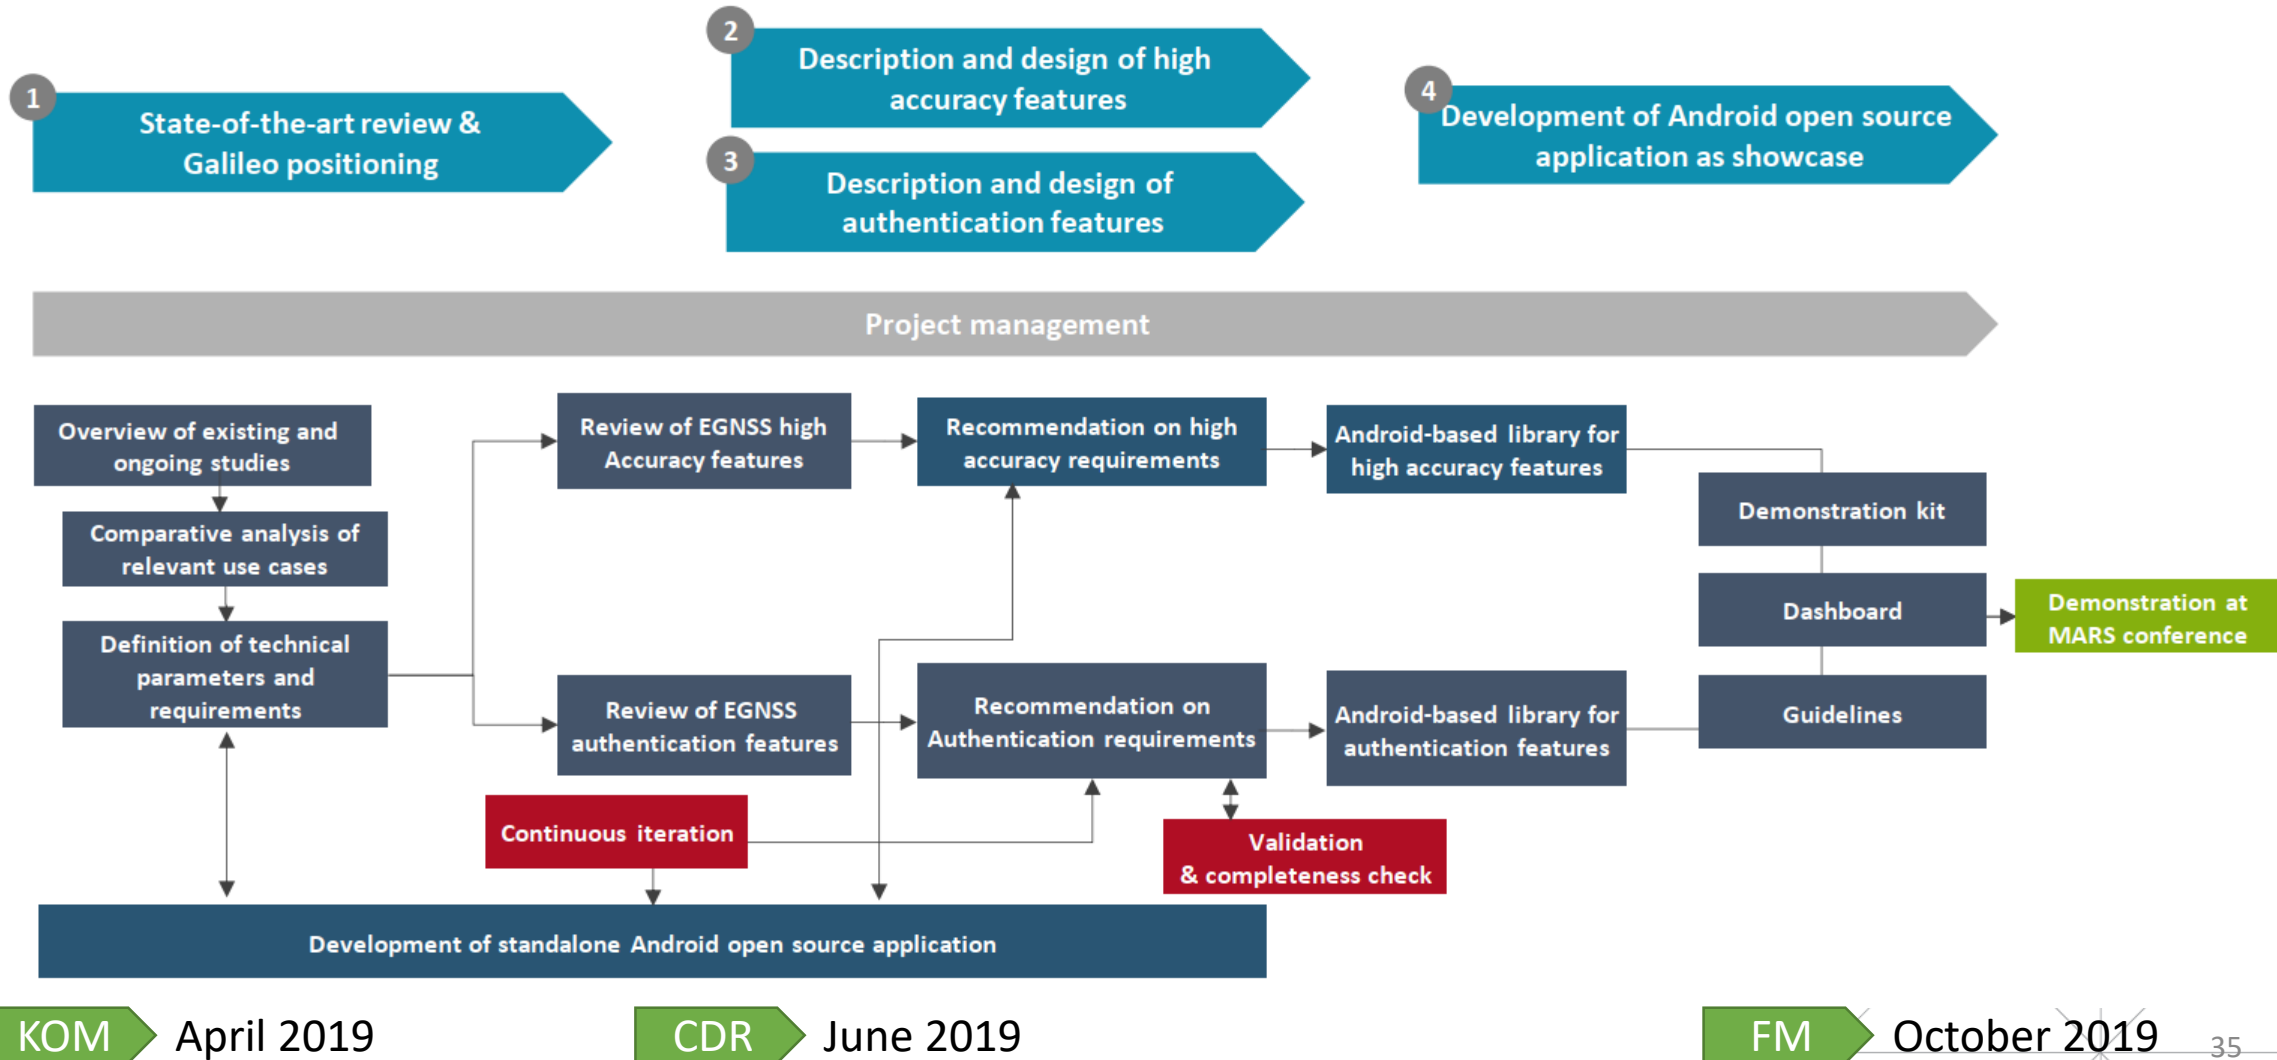 1
State-of-the-art review &
Galileo positioning
2
Description and design of high
accuracy features
3
Description and design of
authentication features
4
Development of Android open source
application as showcase
Project management
Overview of existing and
ongoing studies
Comparative analysis of
relevant use cases
Definition of technical
parameters and
requirements
Review of EGNSS high
Accuracy features
Recommendation on high
accuracy requirements
Android-based library for
high accuracy features
Review of EGNSS
authentication features
Recommendation on
Authentication requirements
Android-based library for
authentication features
Demonstration kit
Dashboard
Guidelines
Demonstration at
MARS conference
Continuous iteration
Validation
& completeness check
Development of standalone Android open source application
KOM
April 2019
CDR
June 2019
FM
October 2019
35